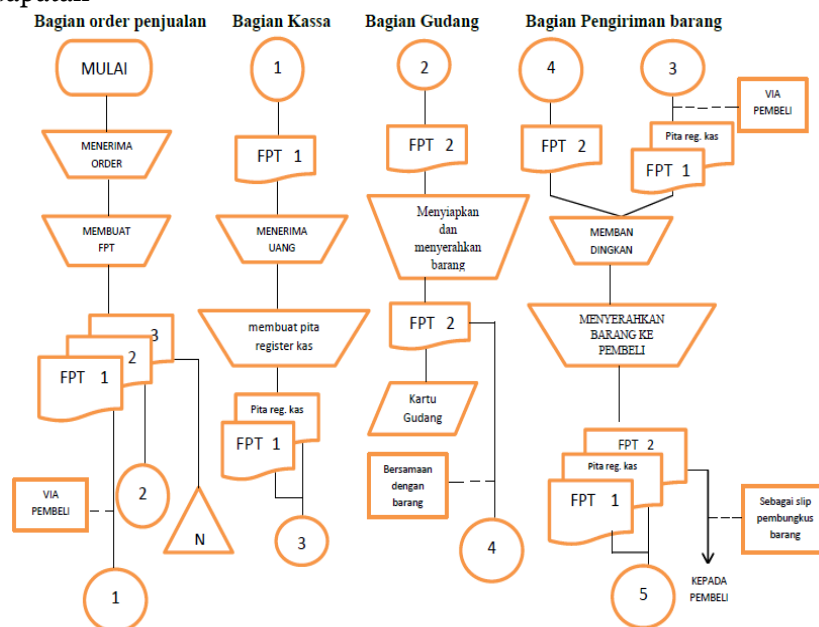 Bagian order penjualan
MULAI
MENERIMA
ORDER
MEMBUAT
FPT
3
2
FPT 1
VIA
PEMBELI
2
N
1
Bagian Kassa
1
FPT 1
MENERIMA
UANG
membuat pita
register kas
Pita reg. kas
FPT 1
3
Bagian Gudang
2
FPT 2
Menyiapkan
dan
menyerahkan
barang
FPT 2
Kartu
Gudang
Bersamaan
dengan
barang
4
Bagian Pengiriman barang
4
3
VIA
PEMBELI
FPT 2
Pita reg. kas
FPT 1
MEMBAN
DINGKAN
MENYERAHKAN
BARANG KE
PEMBELI
FPT 2
Pita reg. kas
FPT 1
Sebagai slip
pembungkus
barang
5
KEPADA
PEMBELI